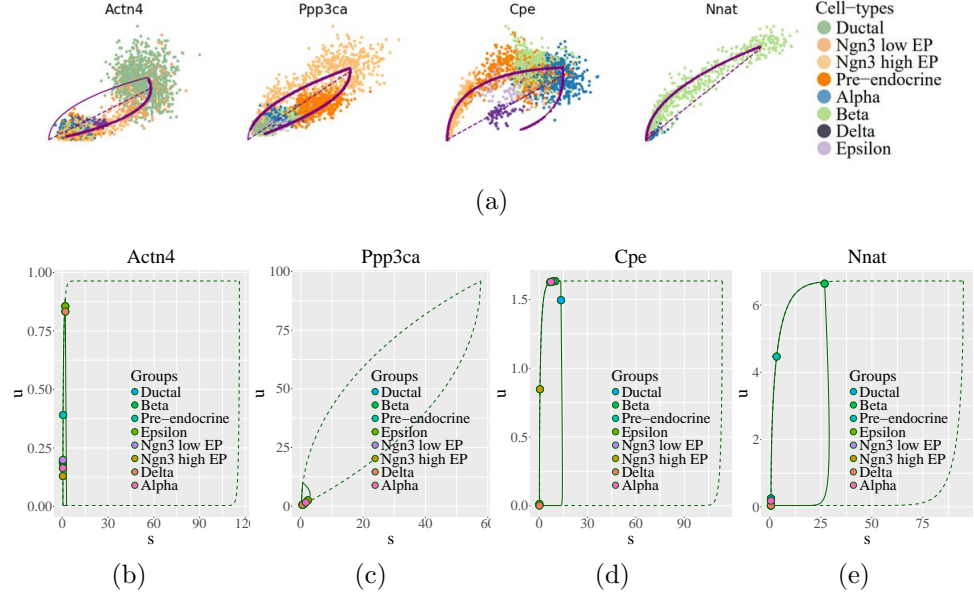 Actn4 Ppp3ca Cpe Nnat
Cell-types
Ductal
Ngn3 low EP
Ngn3 high EP
Pre-endocrine
Alpha
Beta
Delta
Epsilon
(a)
Actn4
1.00
0.75
0.50
0.25
0.00
u
0 30 60 90 120
s
Groups
Ductal
Beta
Pre-endocrine
Epsilon
Ngn3 low EP
Ngn3 high EP
Delta
Alpha
(b)
Ppp3ca
100
75
50
25
0
u
0 20 40 60
s
Groups
Ductal
Beta
Pre-endocrine
Epsilon
Ngn3 low EP
Ngn3 high EP
Delta
Alpha
(c)
Cpe
1.5
1.0
0.5
0.0
u
0 30 60 90
s
Groups
Ductal
Beta
Pre-endocrine
Epsilon
Ngn3 low EP
Ngn3 high EP
Delta
Alpha
(d)
Nnat
6
4
2
0
u
0 25 50 75
s
Groups
Ductal
Beta
Pre-endocrine
Epsilon
Ngn3 low EP
Ngn3 high EP
Delta
Alpha
(e)